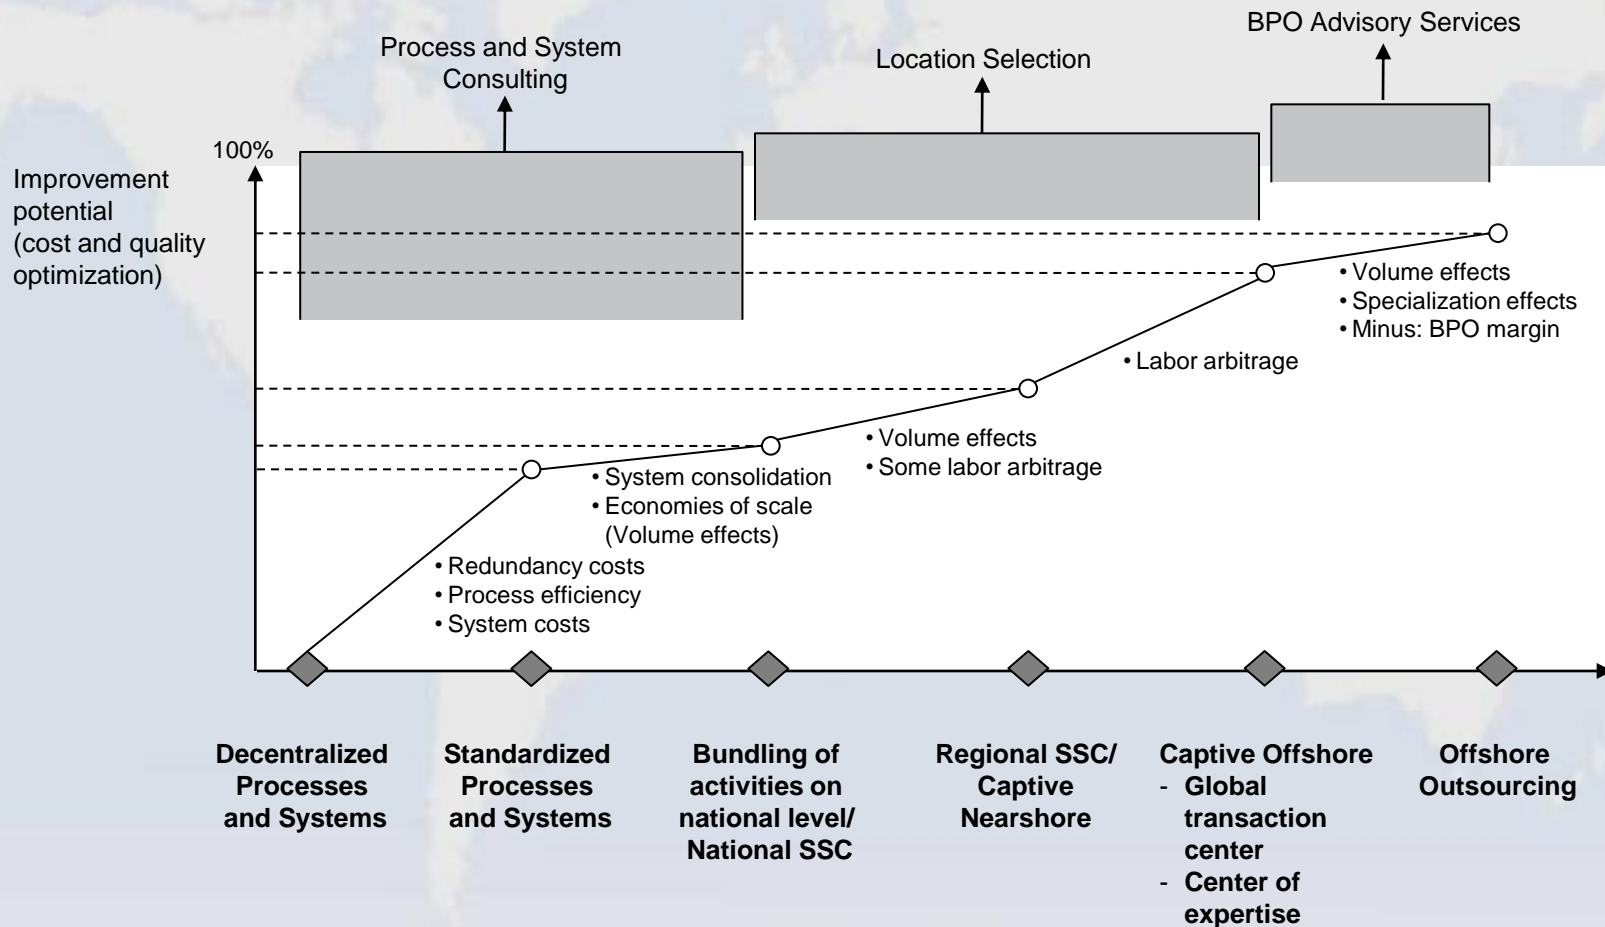 BPO Advisory Services
Process and System
Consulting
Location Selection
100%
Improvement
potential
(cost and quality
optimization)
• Volume effects
• Specialization effects
• Minus: BPO margin
• Labor arbitrage
• Volume effects
• Some labor arbitrage
• System consolidation
• Economies of scale
(Volume effects)
• Redundancy costs
• Process efficiency
• System costs
Decentralized
Processes
and Systems
Standardized
Processes
and Systems
Bundling of
activities on
national level/
National SSC
Regional SSC/
Captive
Nearshore
Captive Offshore
- Global
transaction
center
- Center of
expertise
Offshore
Outsourcing